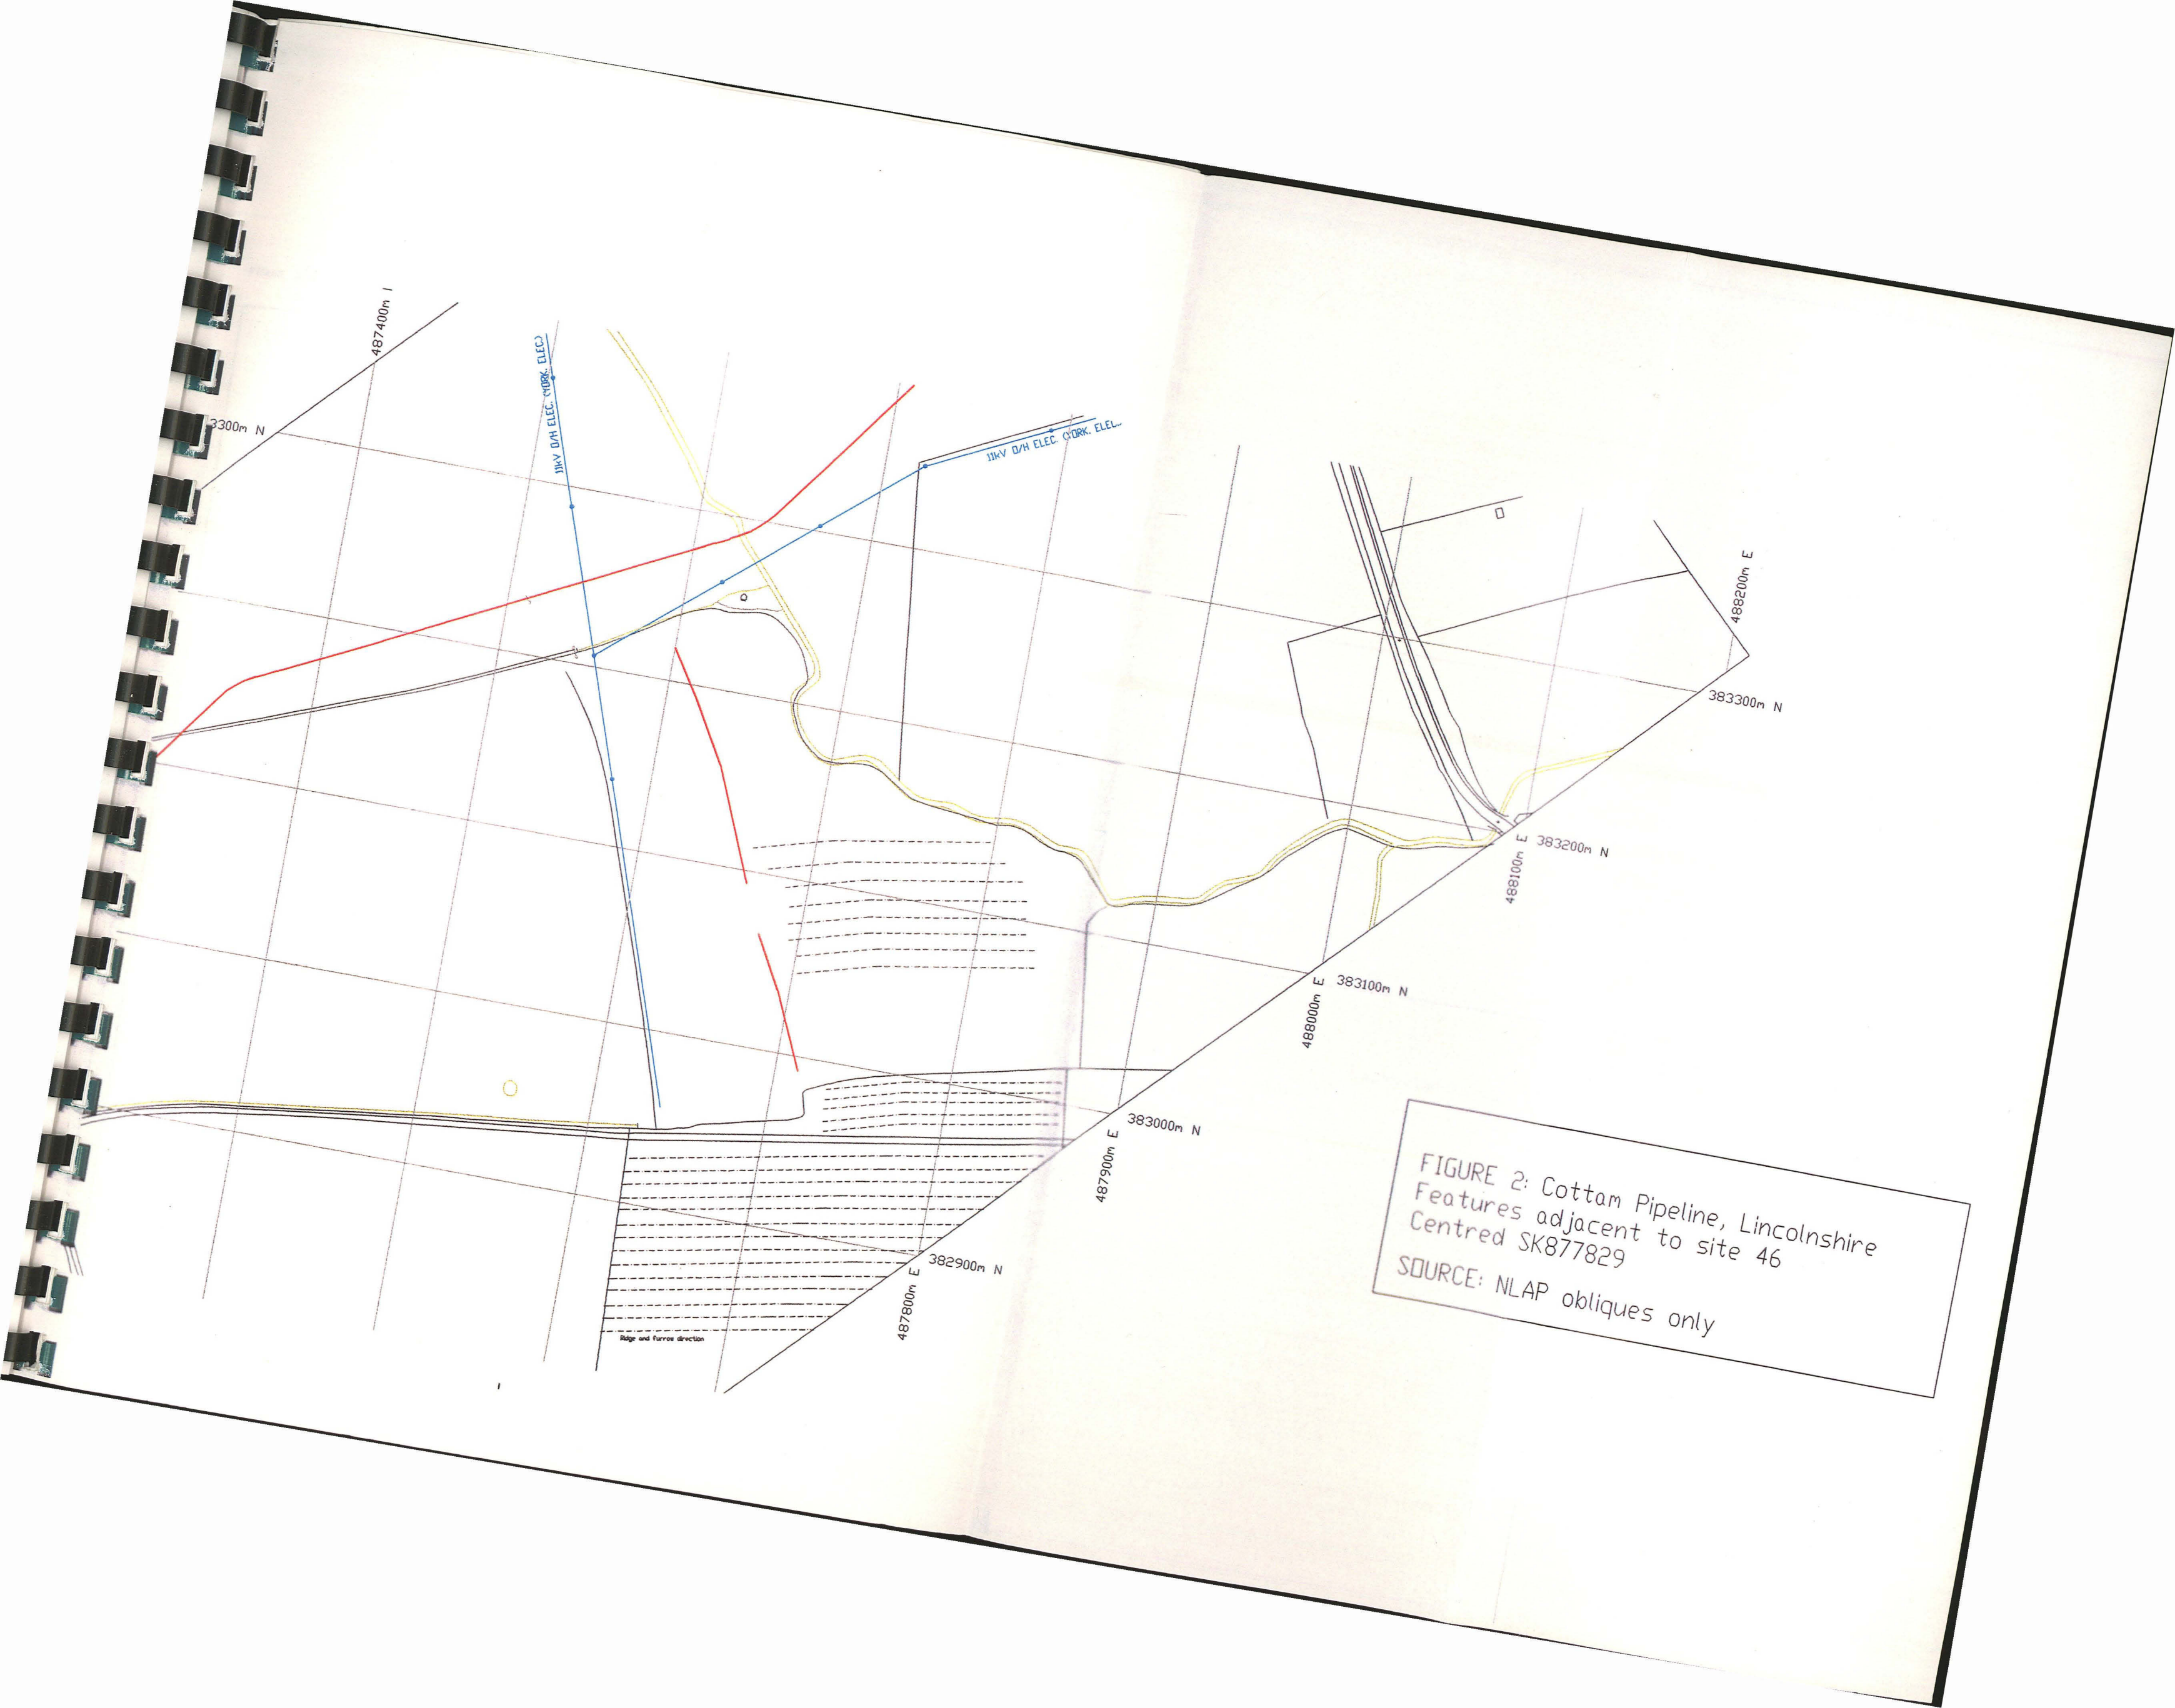 487400m
3300m N
11kV O/H ELEC. (YORK. ELEC.)
11kV O/H ELEC. (YORK.
488200m E
383300m N
488100m E
383200m N
488000m E
383100m N
487900m E
383000m N
487800m E
382900m N
Ridge and furrow direction
FIGURE 2: Cottam Pipeline, Lincolnshire
Features adjacent to site 46
Centred SK877829
SOURCE: NLAP obliques only